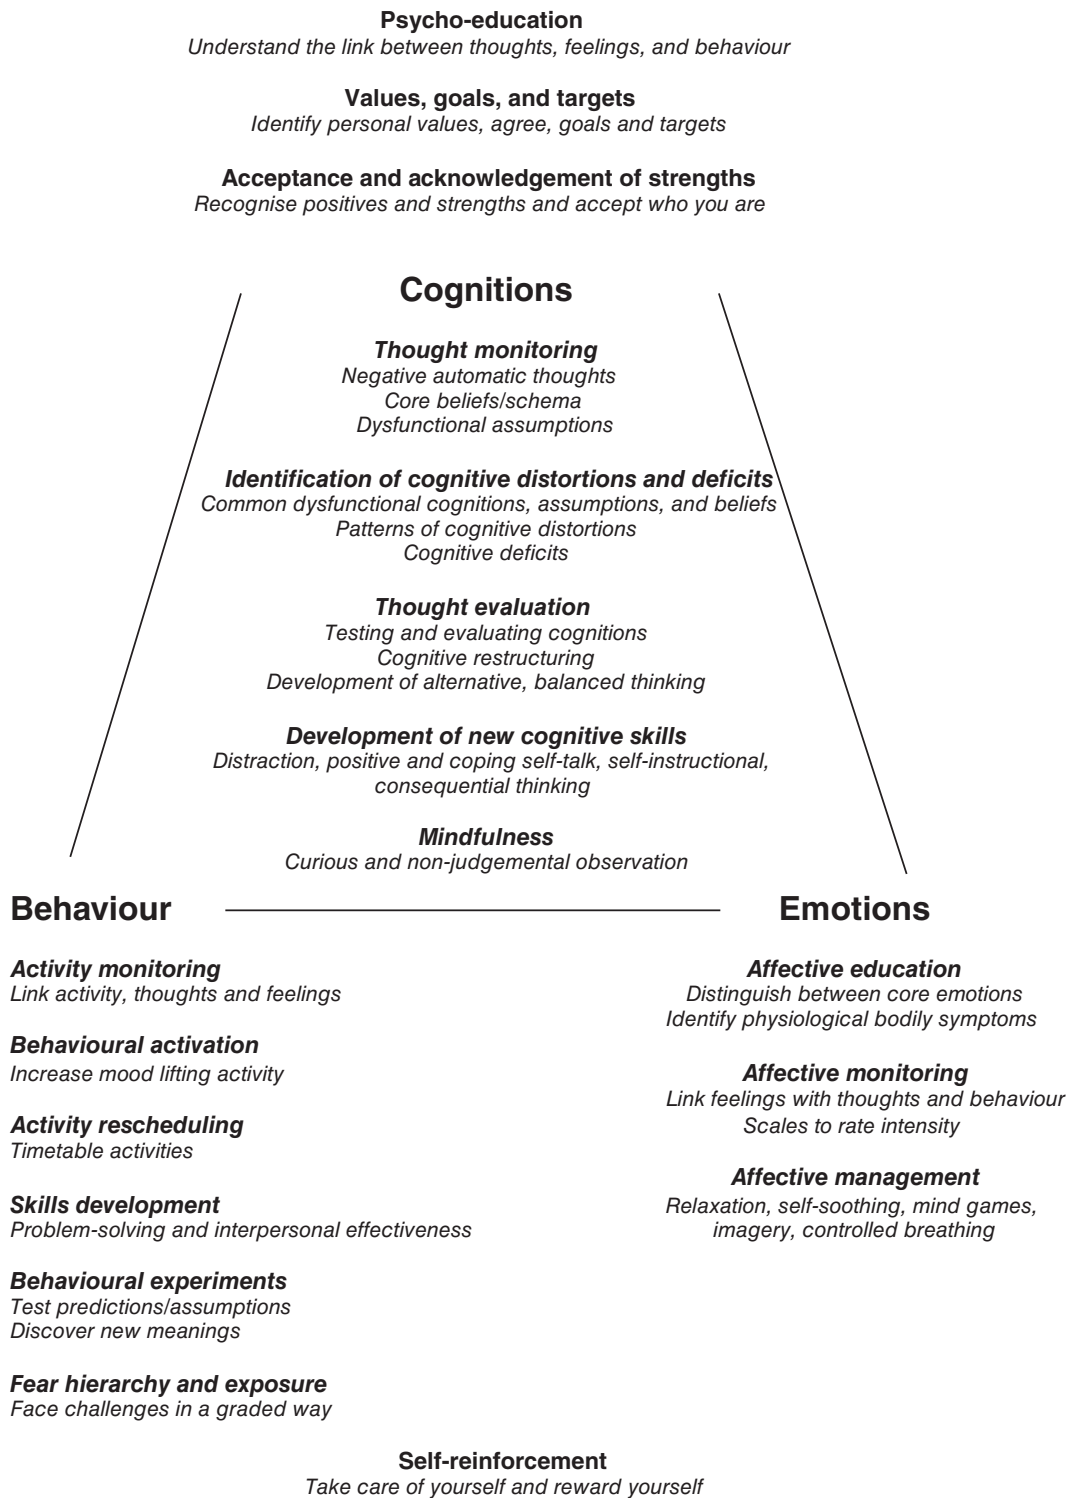 Psycho-education
Understand the link between thoughts, feelings, and behaviour
Values, goals, and targets
Identify personal values, agree, goals and targets
Acceptance and acknowledgement of strengths
Recognise positives and strengths and accept who you are
Cognitions
Thought monitoring
Negative automatic thoughts
Core beliefs/schema
Dysfunctional assumptions
Identification of cognitive distortions and deficits
Common dysfunctional cognitions, assumptions, and beliefs
Patterns of cognitive distortions
Cognitive deficits
Thought evaluation
Testing and evaluating cognitions
Cognitive restructuring
Development of alternative, balanced thinking
Development of new cognitive skills
Distraction, positive and coping self-talk, self-instructional,
consequential thinking
Mindfulness
Curious and non-judgemental observation
Behaviour
Activity monitoring
Link activity, thoughts and feelings
Behavioural activation
Increase mood lifting activity
Activity rescheduling
Timetable activities
Skills development
Problem-solving and interpersonal effectiveness
Behavioural experiments
Test predictions/assumptions
Discover new meanings
Fear hierarchy and exposure
Face challenges in a graded way
Emotions
Affective education
Distinguish between core emotions
Identify physiological bodily symptoms
Affective monitoring
Link feelings with thoughts and behaviour
Scales to rate intensity
Affective management
Relaxation, self-soothing, mind games,
imagery, controlled breathing
Self-reinforcement
Take care of yourself and reward yourself